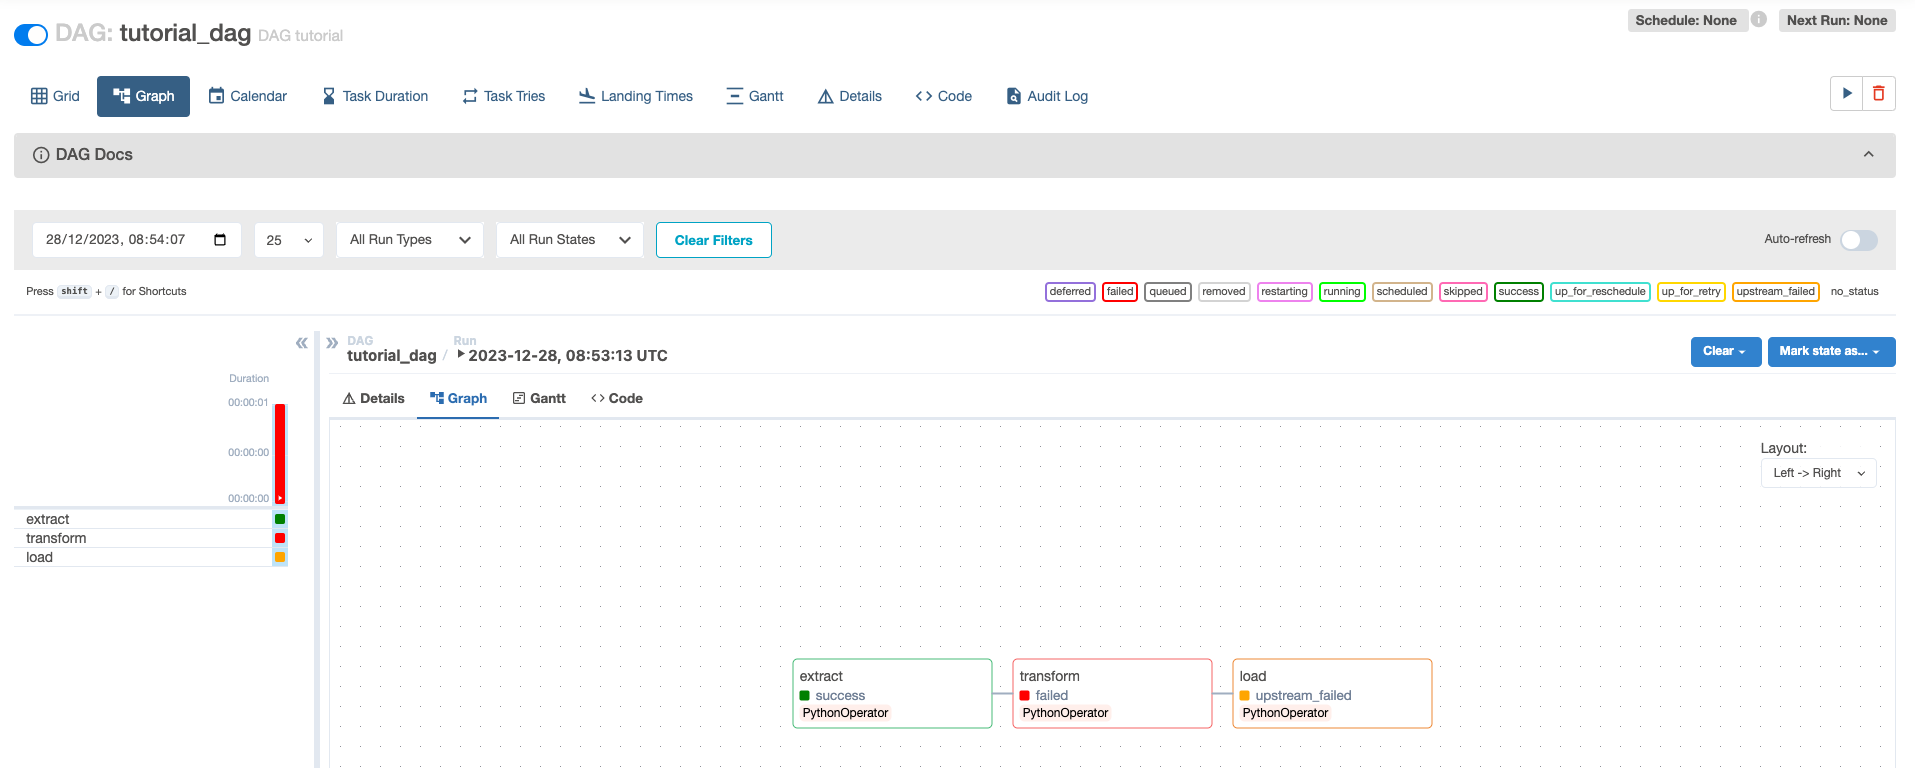 DAG: tutorial_dag DAG tutorial
Schedule: None
Next Run: None
Grid
Graph
Calendar
Task Duration
Task Tries
Landing Times
Gantt
Details
Code
Audit Log
DAG Docs
28/12/2023, 08:54:07
25
All Run Types
All Run States
Clear Filters
Auto-refresh
Press shift + / for Shortcuts
deferred
failed
queued
removed
restarting
running
scheduled
skipped
success
up_for_reschedule
up_for_retry
upstream_failed
no_status
Duration
00:00:01
00:00:00
00:00:00
extract
transform
load
DAG
tutorial_dag
/
Run
2023-12-28, 08:53:13 UTC
Clear
Mark state as...
Details
Graph
Gantt
Code
Layout:
Left -> Right
extract
success
PythonOperator
transform
failed
PythonOperator
load
upstream_failed
PythonOperator